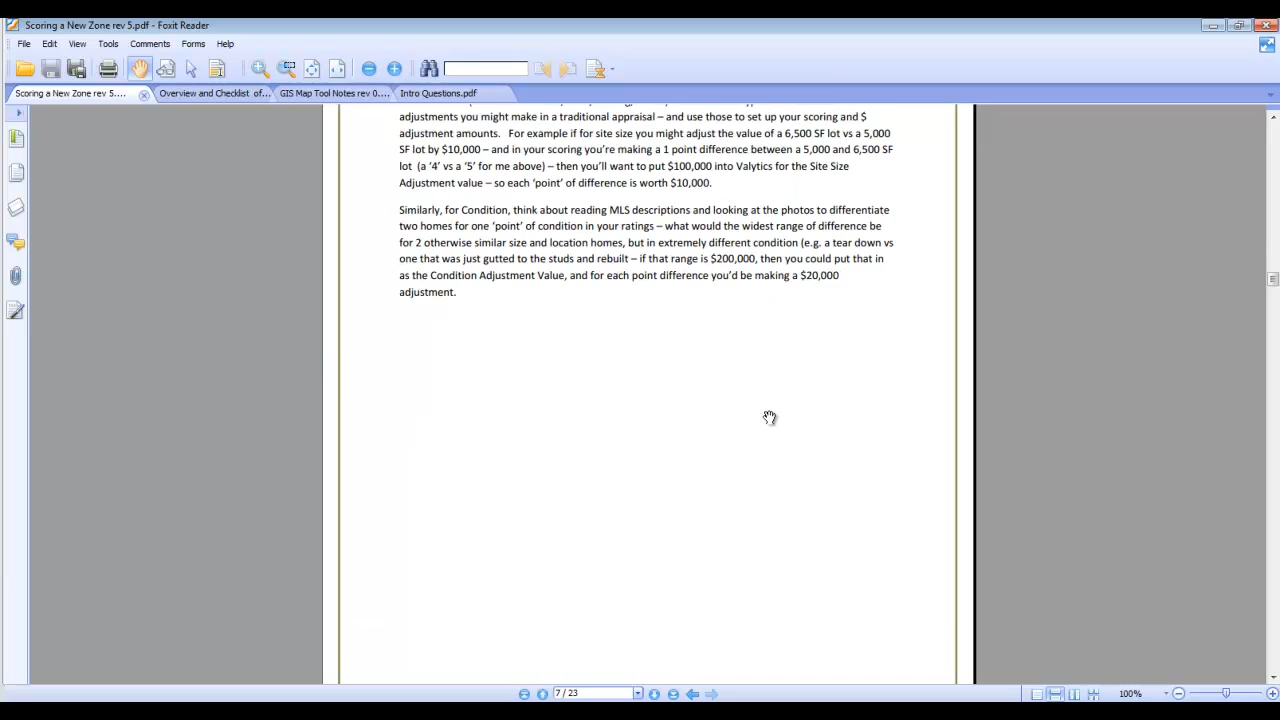 Scoring a New Zone rev 5.pdf - Foxit Reader
File Edit View Tools Comments Forms Help
Scoring a New Zone rev 5.... Overview and Checklist of... GIS Map Tool Notes rev 0.... Intro Questions.pdf
adjustments you might make in a traditional appraisal – and use those to set up your scoring and $
adjustment amounts. For example if for site size you might adjust the value of a 6,500 SF lot vs a 5,000
SF lot by $10,000 – and in your scoring you're making a 1 point difference between a 5,000 and 6,500 SF
lot (a '4' vs a '5' for me above) – then you'll want to put $100,000 into Valytics for the Site Size
Adjustment value – so each 'point' of difference is worth $10,000.
Similarly, for Condition, think about reading MLS descriptions and looking at the photos to differentiate
two homes for one 'point' of condition in your ratings – what would the widest range of difference be
for 2 otherwise similar size and location homes, but in extremely different condition (e.g. a tear down vs
one that was just gutted to the studs and rebuilt – if that range is $200,000, then you could put that in
as the Condition Adjustment Value, and for each point difference you'd be making a $20,000
adjustment.
7 / 23
100%